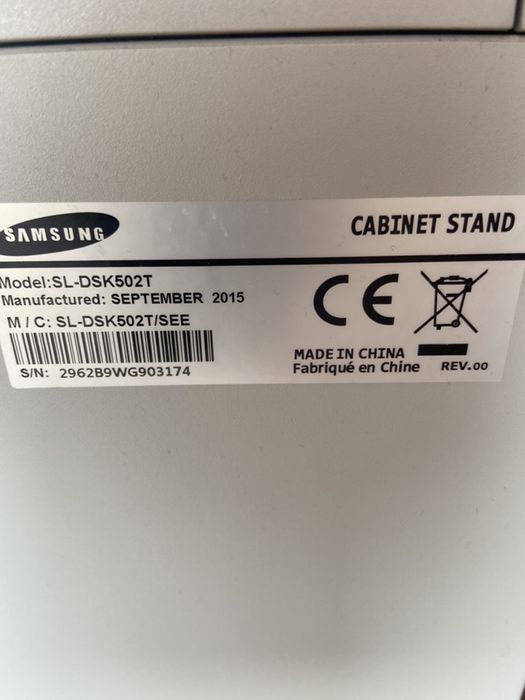 SAMSUNG
CABINET STAND
Model:SL-DSK502T
Manufactured: SEPTEMBER 2015
M / C: SL-DSK502T/SEE
S/N: 2962B9WG903174
CE
MADE IN CHINA
Fabriqué en Chine REV.00